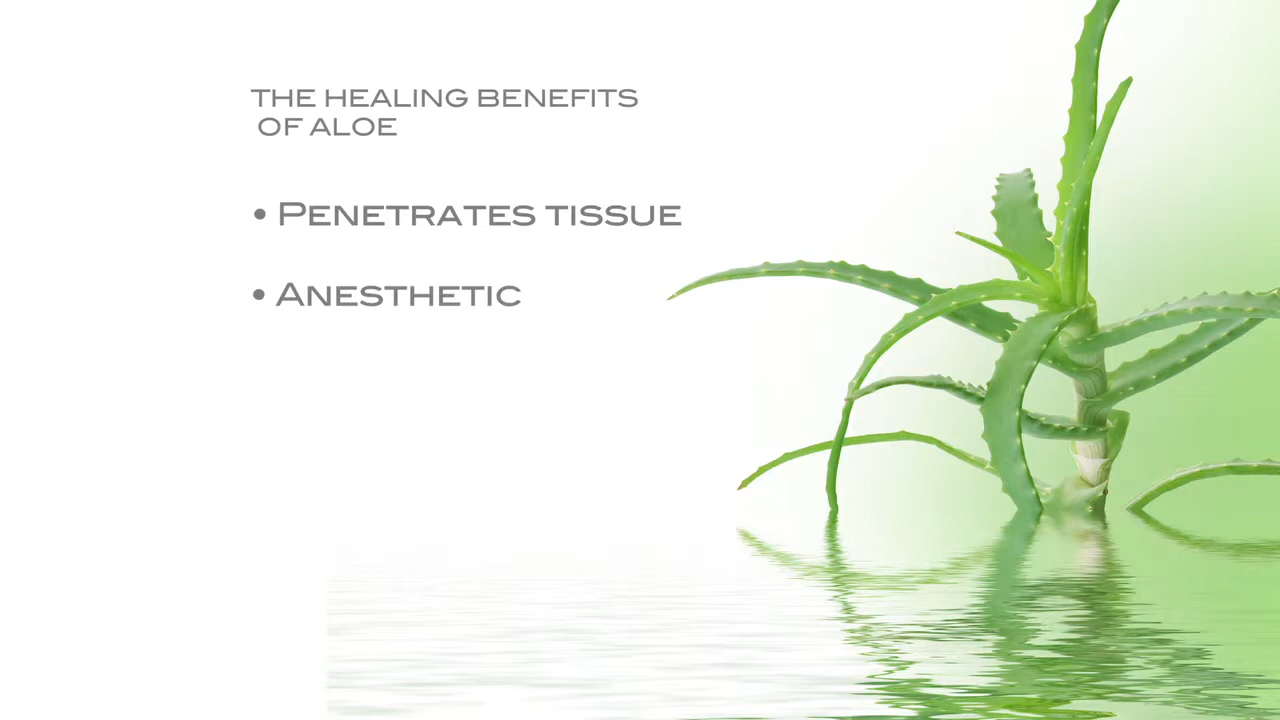 THE HEALING BENEFITS
OF ALOE
• PENETRATES TISSUE
• ANESTHETIC